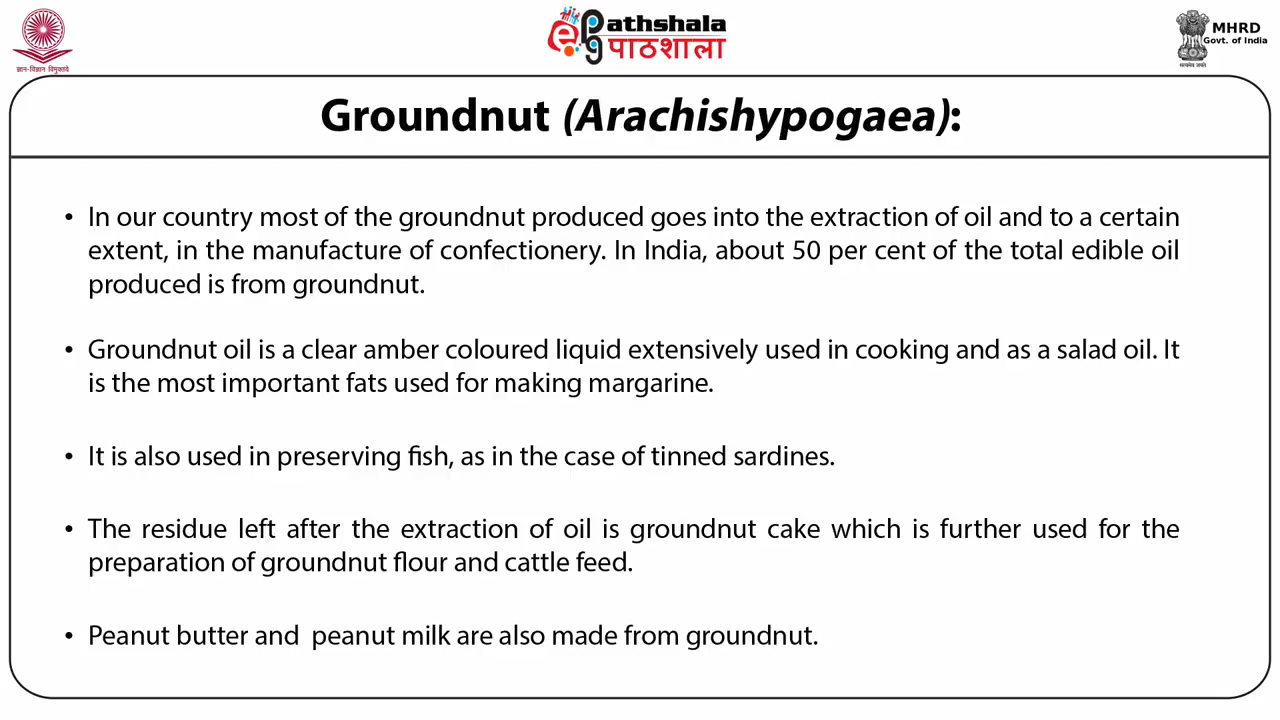 ज्ञान-विज्ञान विमुक्तये
ePathshala
पाठशाला
MHRD
Govt. of India
सत्यमेव जयते
Groundnut (Arachishypogaea):
• In our country most of the groundnut produced goes into the extraction of oil and to a certain
extent, in the manufacture of confectionery. In India, about 50 per cent of the total edible oil
produced is from groundnut.
• Groundnut oil is a clear amber coloured liquid extensively used in cooking and as a salad oil. It
is the most important fats used for making margarine.
• It is also used in preserving fish, as in the case of tinned sardines.
• The residue left after the extraction of oil is groundnut cake which is further used for the
preparation of groundnut flour and cattle feed.
• Peanut butter and  peanut milk are also made from groundnut.